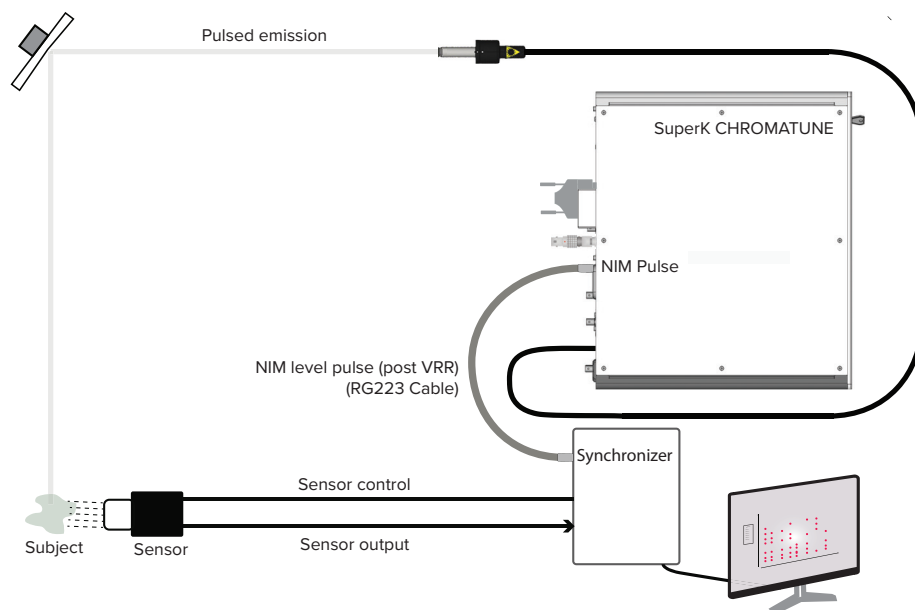 Pulsed emission
SuperK CHROMATUNE
NIM Pulse
NIM level pulse (post VRR)
(RG223 Cable)
Synchronizer
Sensor control
Sensor output
Subject
Sensor